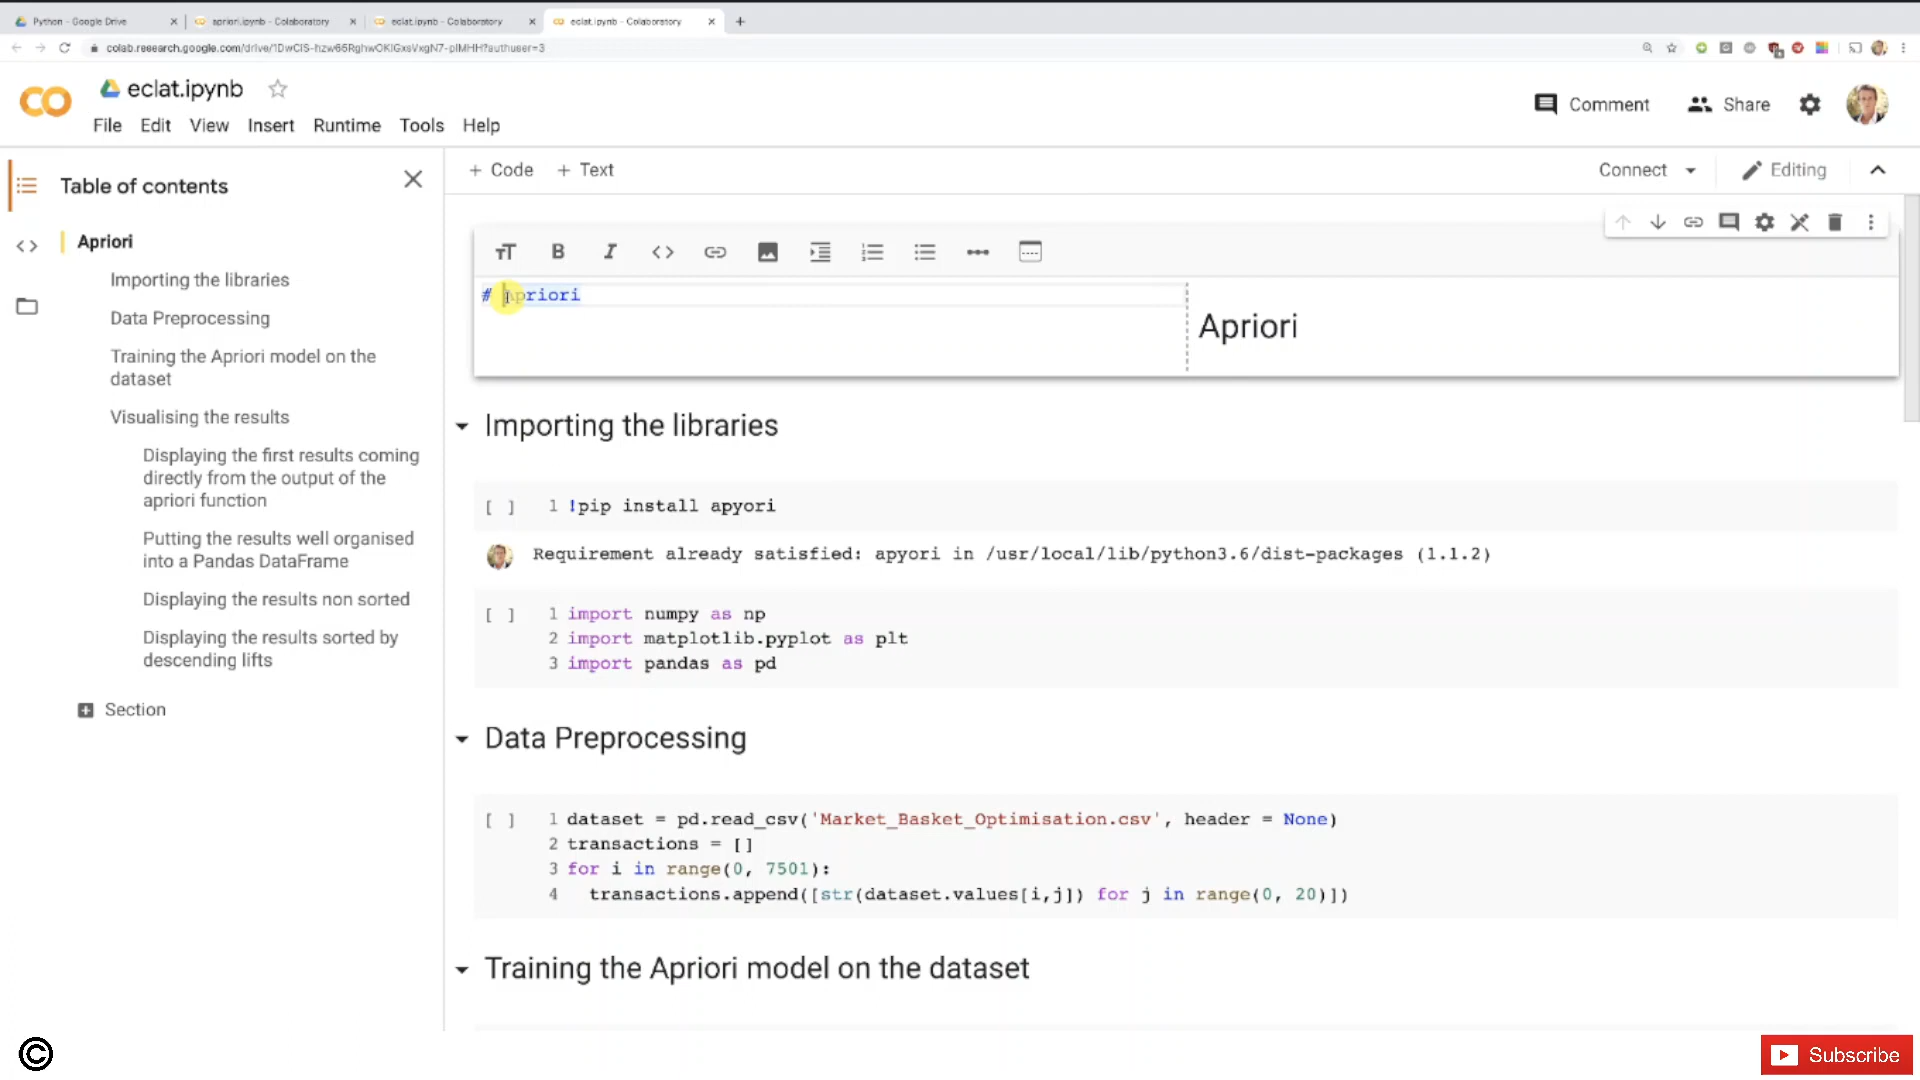 Python - Google Drive
apriori.ipynb - Colaboratory
eclat.ipynb - Colaboratory
eclat.ipynb - Colaboratory
eclat.ipynb
File Edit View Insert Runtime Tools Help
Comment
Share
Table of contents
Apriori
Importing the libraries
Data Preprocessing
Training the Apriori model on the
dataset
Visualising the results
Displaying the first results coming
directly from the output of the
apriori function
Putting the results well organised
into a Pandas DataFrame
Displaying the results non sorted
Displaying the results sorted by
descending lifts
Section
+ Code + Text
Connect
Editing
# Apriori
Apriori
Importing the libraries
[ ] 1 !pip install apyori
Requirement already satisfied: apyori in /usr/local/lib/python3.6/dist-packages (1.1.2)
[ ] 1 import numpy as np
2 import matplotlib.pyplot as plt
3 import pandas as pd
Data Preprocessing
[ ] 1 dataset = pd.read_csv('Market_Basket_Optimisation.csv', header = None)
2 transactions = []
3 for i in range(0, 7501):
4 transactions.append([str(dataset.values[i,j]) for j in range(0, 20)])
Training the Apriori model on the dataset
©
Subscribe